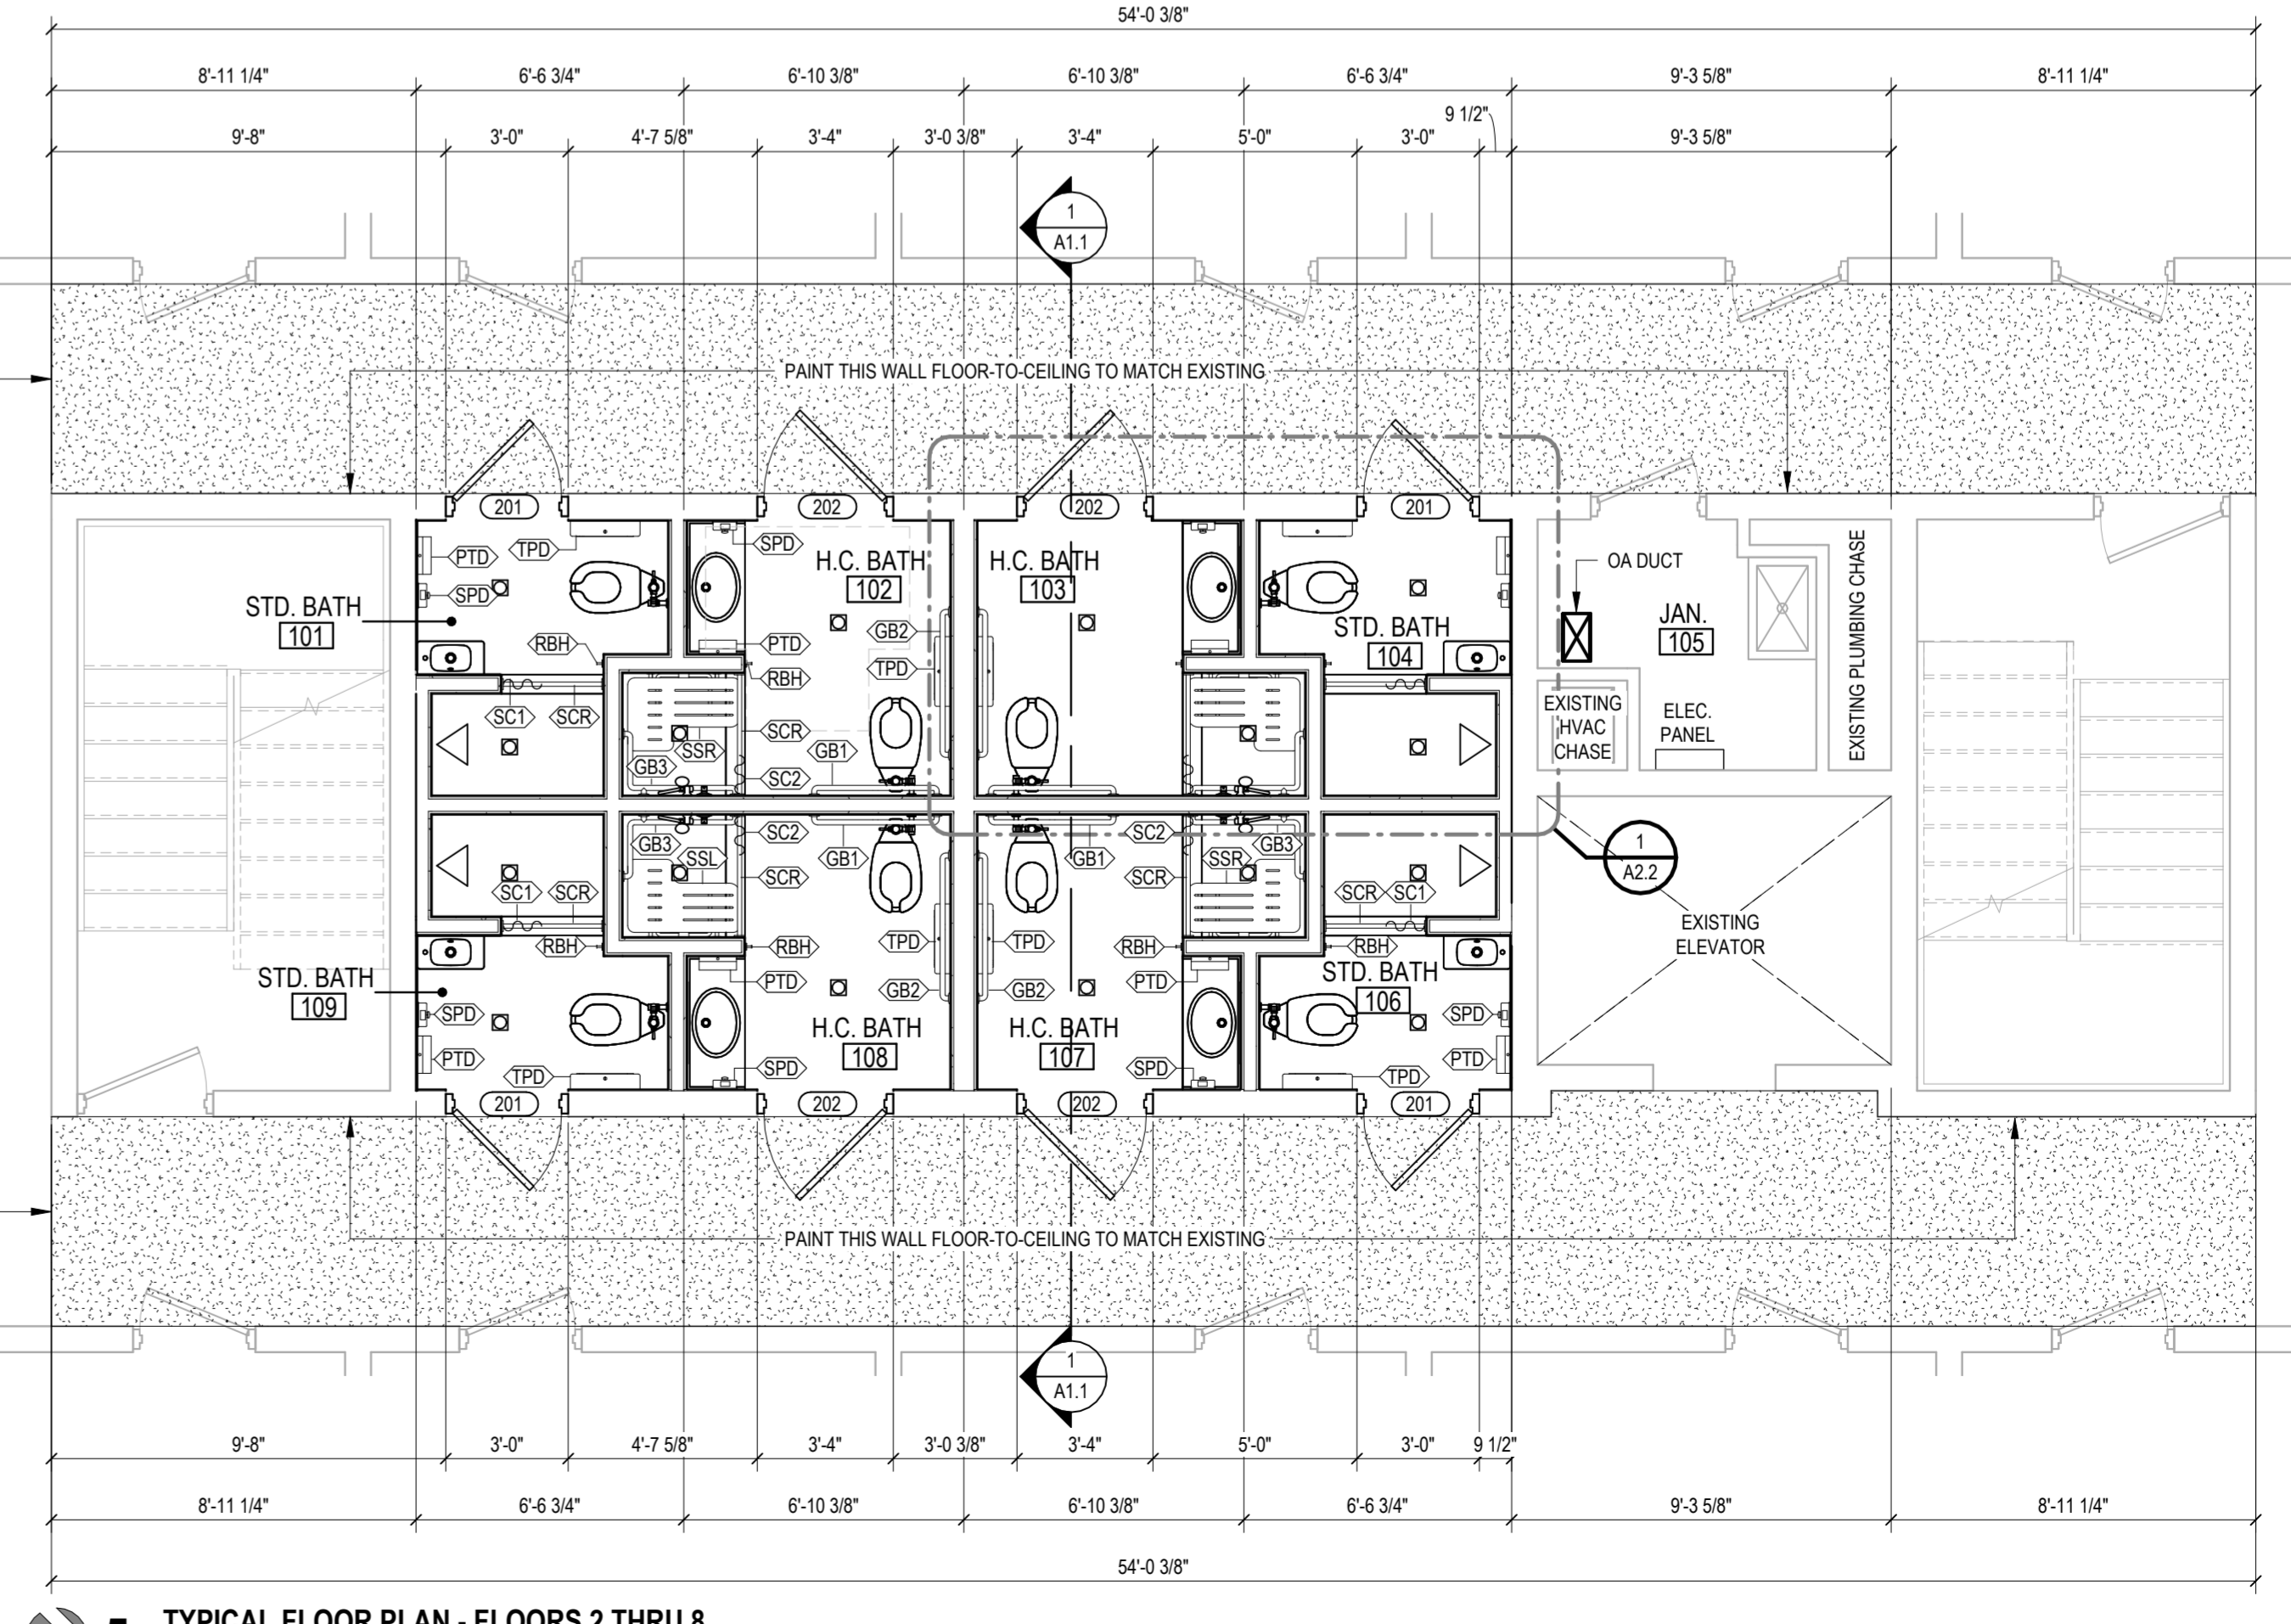 54'-0 3/8"
8'-11 1/4" 6'-6 3/4" 6'-10 3/8" 6'-10 3/8" 6'-6 3/4" 9'-3 5/8" 8'-11 1/4"
9 1/2"
9'-8" 3'-0" 4'-7 5/8" 3'-4" 3'-0 3/8" 3'-4" 5'-0" 3'-0" 9'-3 5/8"
1
A1.1
PAINT THIS WALL FLOOR-TO-CEILING TO MATCH EXISTING
201 202 202 201
SPD
PTD TPD
H.C. BATH
102
H.C. BATH
103
OA DUCT
EXISTING PLUMBING CHASE
SPD
STD. BATH
101
GB2
STD. BATH
104
JAN.
105
RBH PTD
TPD
RBH
EXISTING
HVAC
CHASE
ELEC.
PANEL
SC1 SCR
SCR
SSR GB1
GB3
SC2
SC2 SC2
GB3 GB1 GB1 GB3
SSL SSR
1
A2.2
SCR SCR
SC1 SCR SCR SC1
EXISTING
ELEVATOR
RBH RBH TPD TPD RBH RBH
STD. BATH
109
STD. BATH
106
PTD PTD
GB2 GB2
SPD SPD
H.C. BATH
108
H.C. BATH
107
PTD PTD
SPD SPD
TPD TPD
201 202 202 201
PAINT THIS WALL FLOOR-TO-CEILING TO MATCH EXISTING
1
A1.1
9'-8" 3'-0" 4'-7 5/8" 3'-4" 3'-0 3/8" 3'-4" 5'-0" 3'-0" 9 1/2"
8'-11 1/4" 6'-6 3/4" 6'-10 3/8" 6'-10 3/8" 6'-6 3/4" 9'-3 5/8" 8'-11 1/4"
54'-0 3/8"
TYPICAL FLOOR PLAN - FLOORS 2 THRU 8